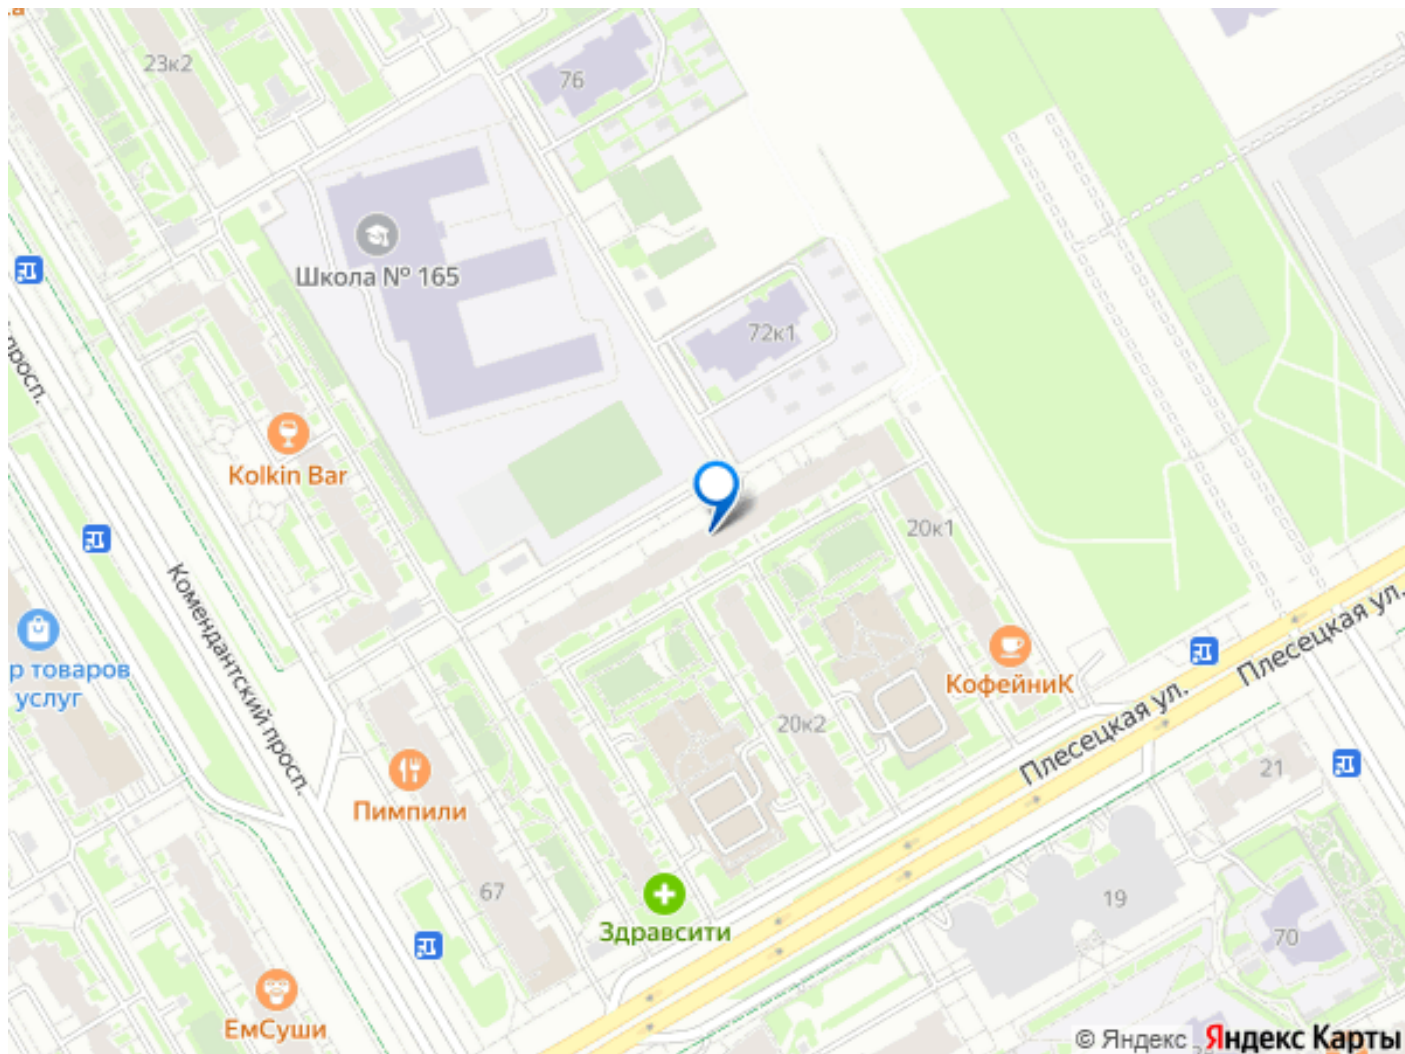 ка
23к2
76
Школа № 165
72к1
просп.
Kolkin Bar
20к1
Комендантский просп.
р товаров
услуг
КофейниК
Плесецкая ул.
Плесецкая ул.
20к2
21
Пимпили
67
19
Здравсити
70
ЕмСуши
© Яндекс Яндекс Карты